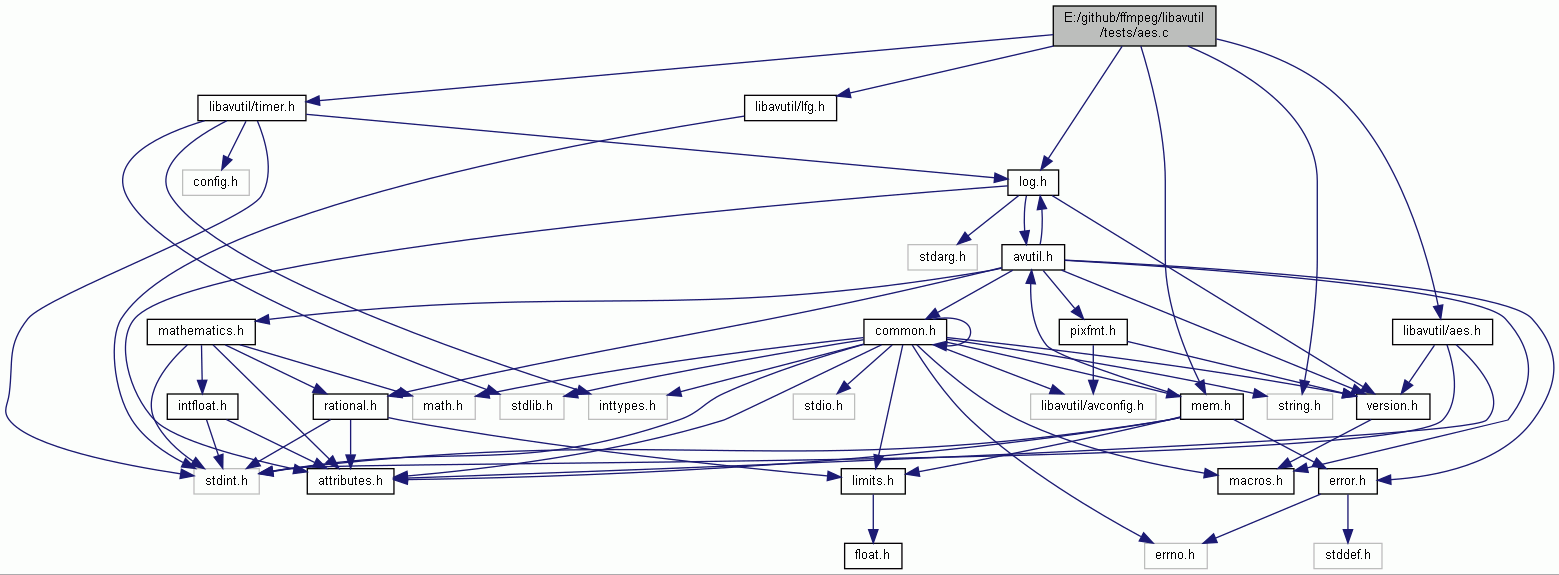 E:/github/ffmpeg/libavutil
/tests/aes.c
libavutil/timer.h
libavutil/lfg.h
config.h
log.h
stdarg.h
avutil.h
mathematics.h
common.h
pixfmt.h
libavutil/aes.h
intfloat.h
rational.h
math.h
stdlib.h
inttypes.h
stdio.h
libavutil/avconfig.h
mem.h
string.h
version.h
stdint.h
attributes.h
limits.h
macros.h
error.h
float.h
errno.h
stddef.h